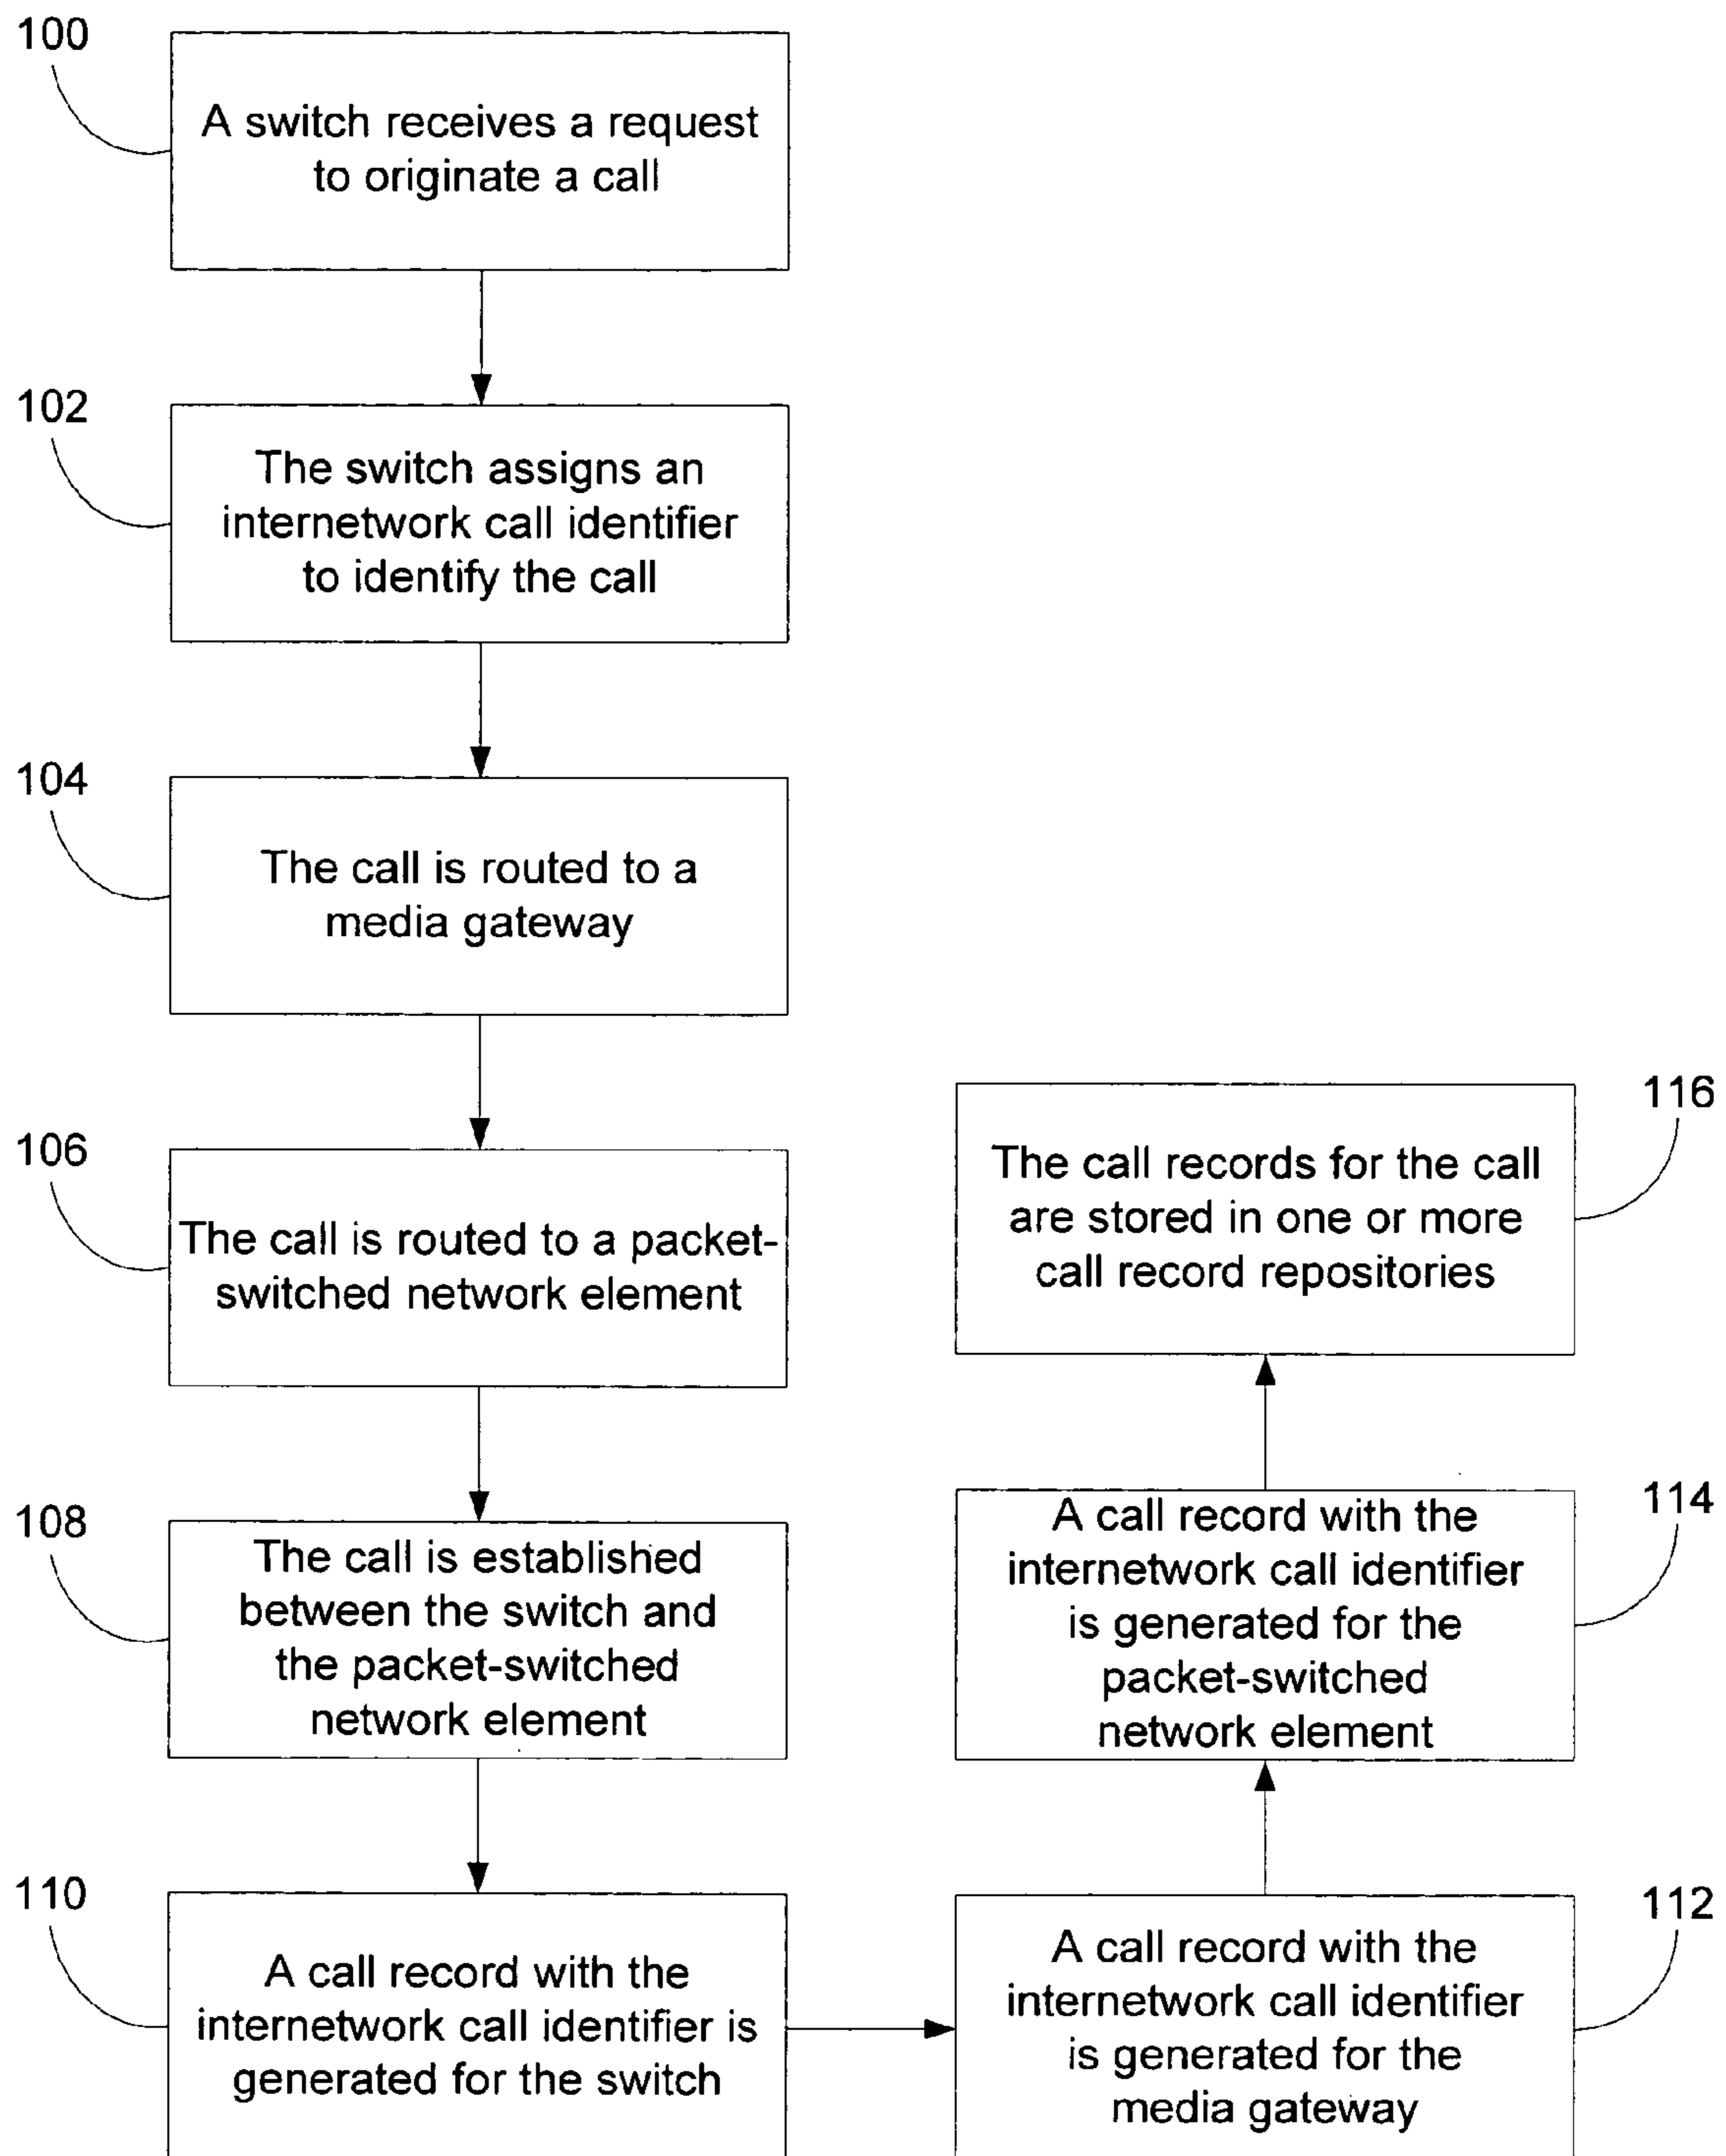 100
A switch receives a request
to originate a call
102
The switch assigns an
internetwork call identifier
to identify the call
104
The call is routed to a
media gateway
106
The call is routed to a packet-
switched network element
108
The call is established
between the switch and
the packet-switched
network element
110
A call record with the
internetwork call identifier is
generated for the switch
112
A call record with the
internetwork call identifier
is generated for the
media gateway
114
A call record with the
internetwork call identifier
is generated for the
packet-switched
network element
116
The call records for the call
are stored in one or more
call record repositories